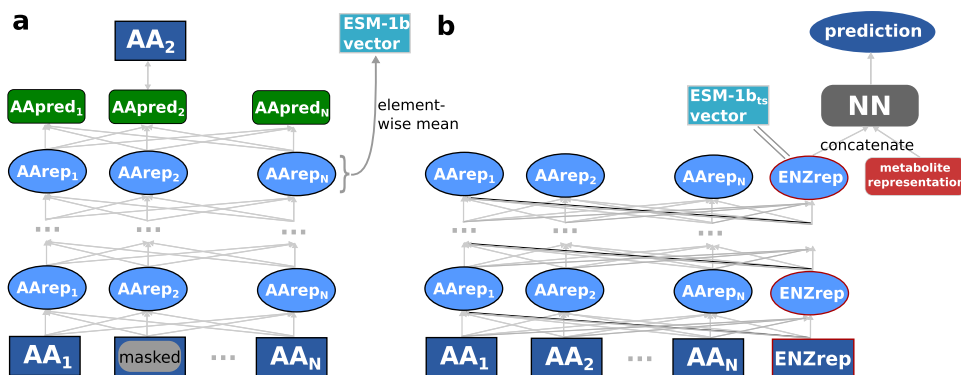 a
AA2
ESM-1b
vector
AApred1
AApred2
AApredN
element-
wise mean
AArep1
AArep2
AArepN
...
...
...
AArep1
AArep2
AArepN
AA1
masked
...
AAN
b
prediction
ESM-1bts
vector
NN
concatenate
AArep1
AArep2
AArepN
ENZrep
metabolite
representation
...
...
...
AArep1
AArep2
AArepN
ENZrep
AA1
AA2
...
AAN
ENZrep